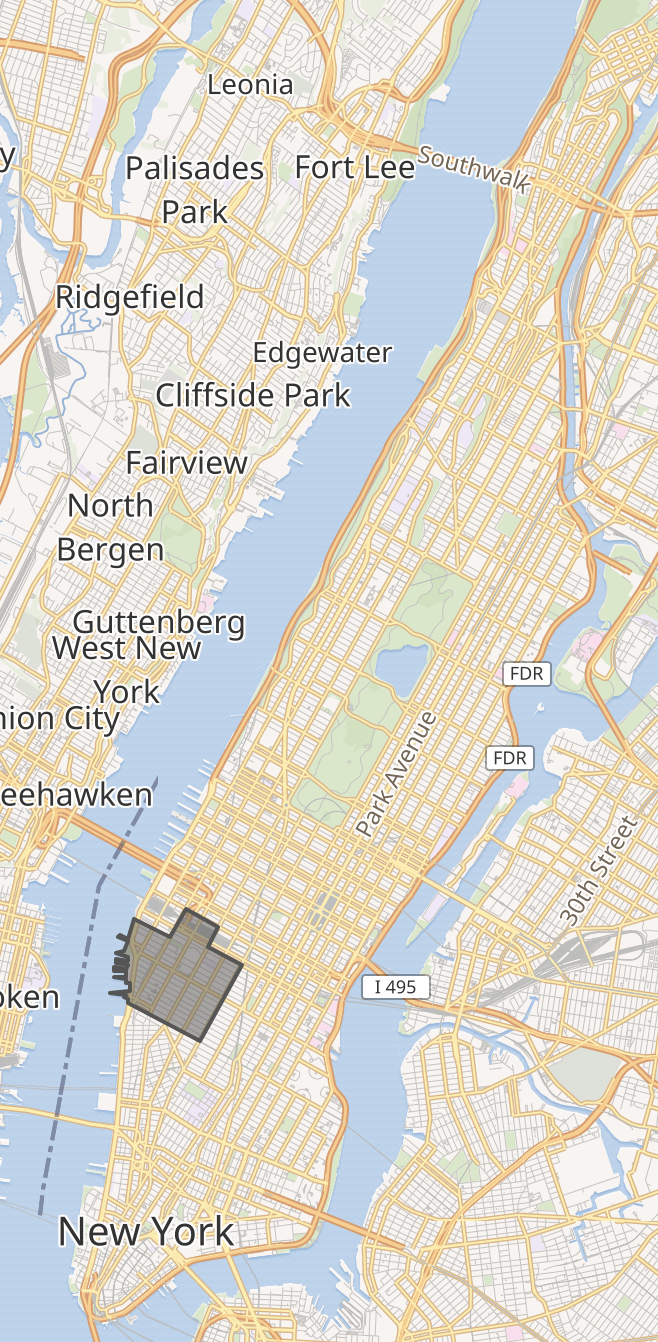 Leonia
y
Southwalk
Palisades
Park
Fort Lee
Ridgefield
Edgewater
Cliffside Park
Fairview
North
Bergen
Guttenberg
West New
York
nion City
FDR
Park Avenue
FDR
eehawken
30th Street
I 495
oken
New York